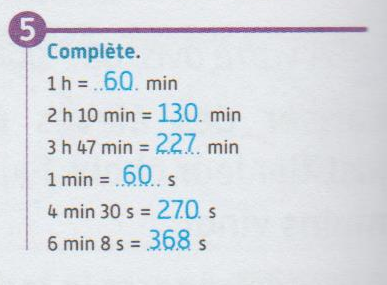 5
Complète.
1 h = 60 min
2 h 10 min = 130 min
3 h 47 min = 227 min
1 min = 60 s
4 min 30 s = 270 s
6 min 8 s = 368 s